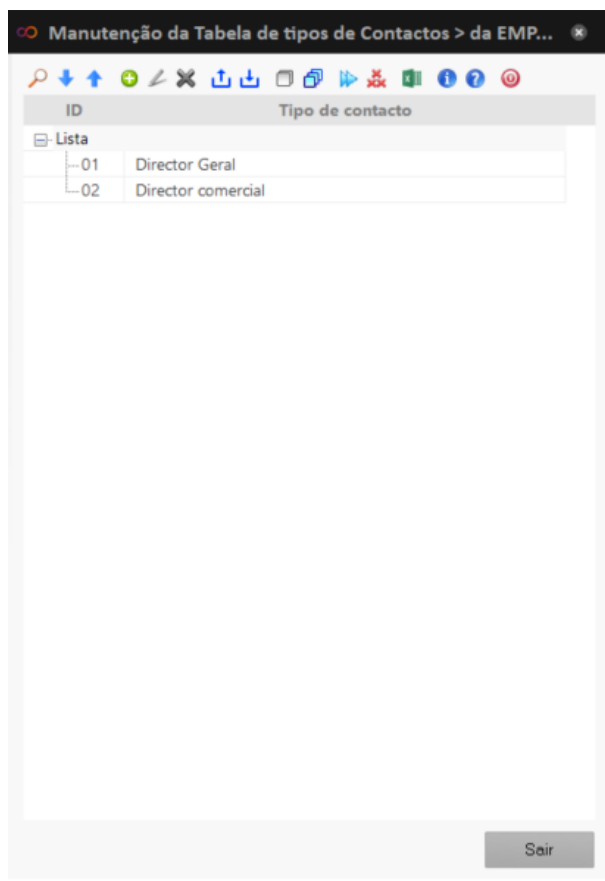 Manutenção da Tabela de tipos de Contactos > da EMP...
ID Tipo de contacto
Lista
01 Director Geral
02 Director comercial
Sair